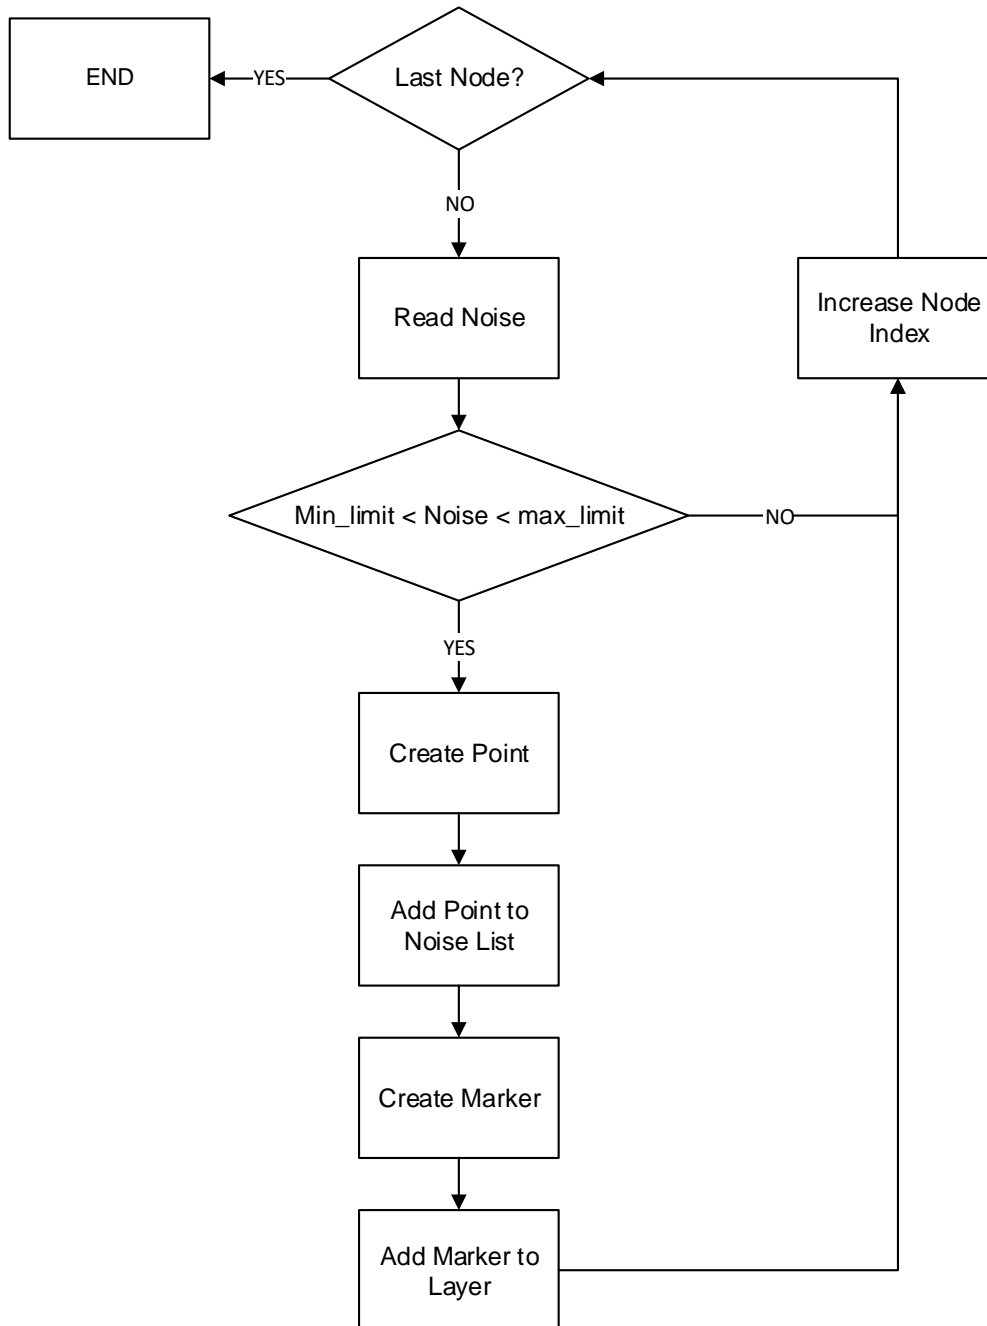 END
YES
Last Node?
NO
Read Noise
Increase Node
Index
Min_limit < Noise < max_limit
NO
YES
Create Point
Add Point to
Noise List
Create Marker
Add Marker to
Layer